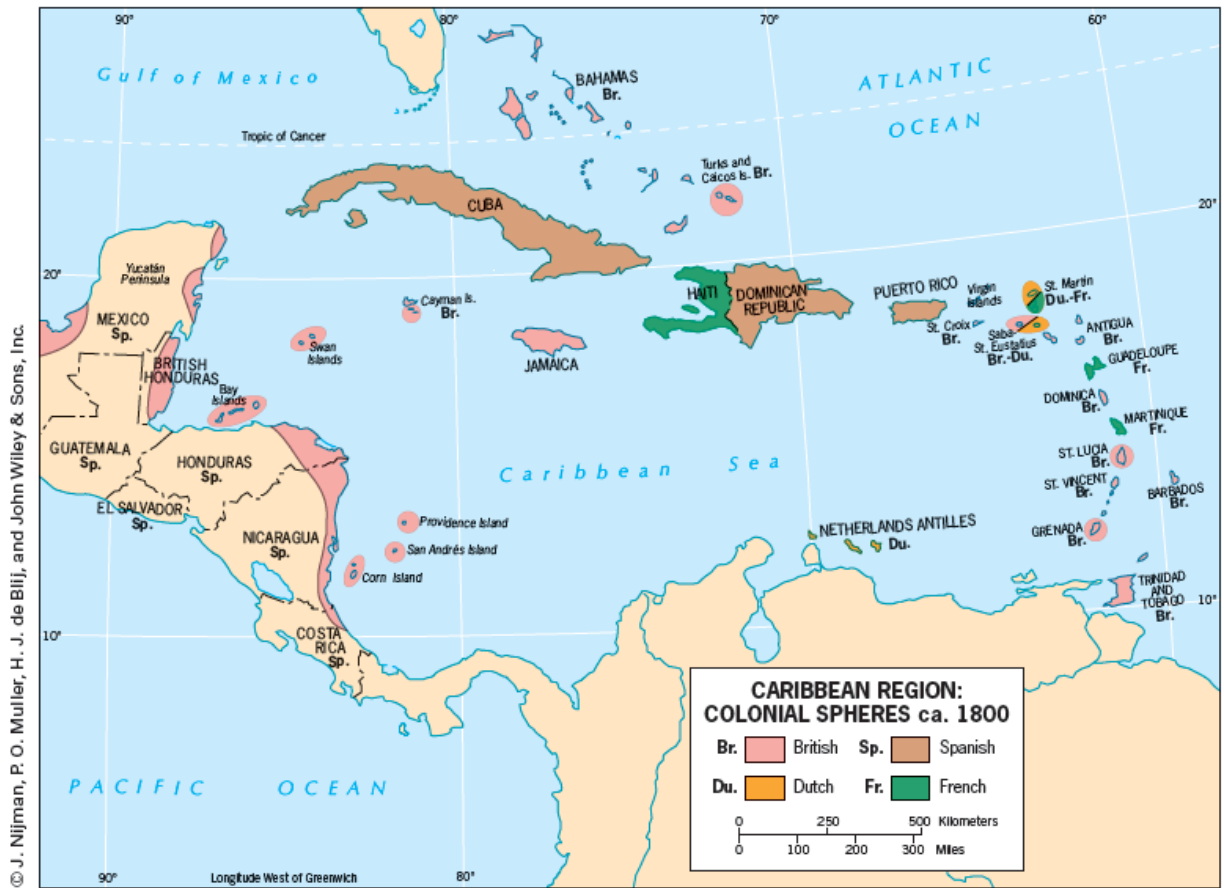 90°
80°
70°
60°
Gulf of Mexico
ATLANTIC
OCEAN
BAHAMAS
Br.
Tropic of Cancer
Turks and
Caicos Is. Br.
CUBA
20°
20°
Yucatán
Peninsula
Cayman Is.
Br.
HAITI
DOMINICAN
REPUBLIC
PUERTO RICO
Virgin
Islands
St. Martin
Du.-Fr.
MEXICO
Sp.
Swan
Islands
JAMAICA
St. Croix
Br.
Saba-
St. Eustatius
Br.-Du.
ANTIGUA
Br.
BRITISH
HONDURAS
Bay
Islands
GUADELOUPE
Fr.
DOMINICA
Br.
MARTINIQUE
Fr.
GUATEMALA
Sp.
HONDURAS
Sp.
Caribbean Sea
ST. LUCIA
Br.
ST. VINCENT
Br.
BARBADOS
Br.
EL SALVADOR
Sp.
NICARAGUA
Sp.
Providence Island
San Andrés Island
Corn Island
NETHERLANDS ANTILLES
Du.
GRENADA
Br.
TRINIDAD
AND
TOBAGO
Br.
10°
10°
COSTA
RICA
Sp.
PACIFIC OCEAN
CARIBBEAN REGION:
COLONIAL SPHERES ca. 1800
Br. British Sp. Spanish
Du. Dutch Fr. French
0 250 500 Kilometers
0 100 200 300 Miles
90°
Longitude West of Greenwich
80°
© J. Nijman, P. O. Muller, H. J. de Blij, and John Wiley & Sons, Inc.